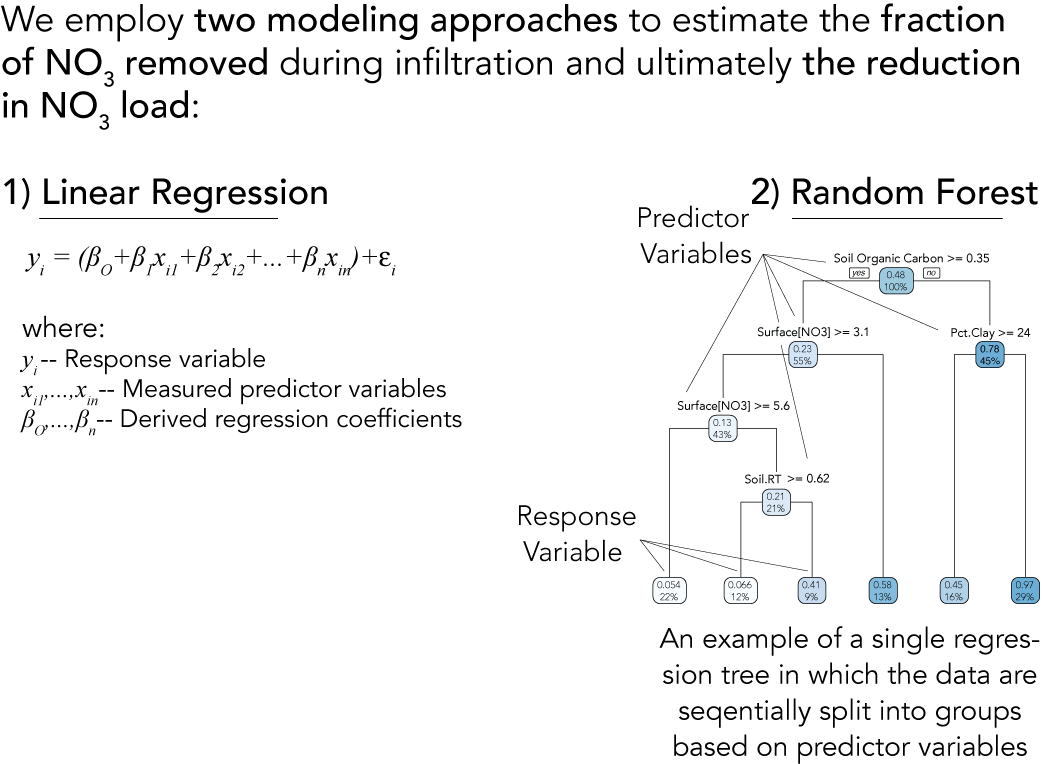 We employ two modeling approaches to estimate the fraction
of NO3 removed during infiltration and ultimately the reduction
in NO3 load:
1) Linear Regression
yi = (βO+β1xi1+β2xi2+...+βnxin)+εi
where:
yi-- Response variable
xi1,...,xin-- Measured predictor variables
βO,...,βn-- Derived regression coefficients
2) Random Forest
Predictor
Variables
Soil Organic Carbon >= 0.35
yes
no
0.48
100%
Surface[NO3] >= 3.1
0.23
55%
Pct.Clay >= 24
0.78
45%
Surface[NO3] >= 5.6
0.13
43%
Soil.RT >= 0.62
0.21
21%
Response
Variable
0.054
22%
0.066
12%
0.41
9%
0.58
13%
0.45
16%
0.97
29%
An example of a single regres-
sion tree in which the data are
seqentially split into groups
based on predictor variables